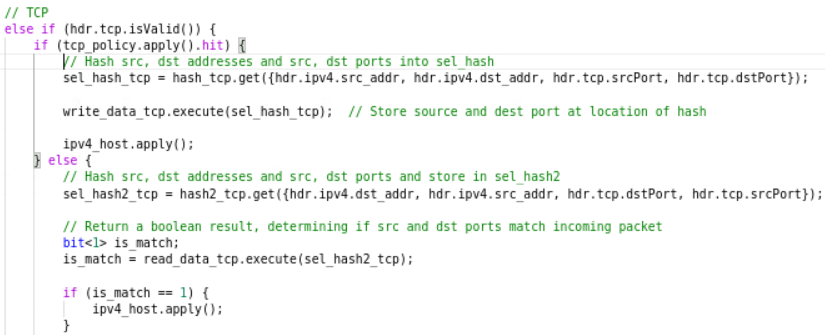 // TCP
else if (hdr.tcp.isValid()) {
    if (tcp_policy.apply().hit) {
        // Hash src, dst addresses and src, dst ports into sel_hash
        sel_hash_tcp = hash_tcp.get({hdr.ipv4.src_addr, hdr.ipv4.dst_addr, hdr.tcp.srcPort, hdr.tcp.dstPort});

        write_data_tcp.execute(sel_hash_tcp);  // Store source and dest port at location of hash

        ipv4_host.apply();
    } else {
        // Hash src, dst addresses and src, dst ports and store in sel_hash2
        sel_hash2_tcp = hash2_tcp.get({hdr.ipv4.dst_addr, hdr.ipv4.src_addr, hdr.tcp.dstPort, hdr.tcp.srcPort});

        // Return a boolean result, determining if src and dst ports match incoming packet
        bit<1> is_match;
        is_match = read_data_tcp.execute(sel_hash2_tcp);

        if (is_match == 1) {
            ipv4_host.apply();
        }